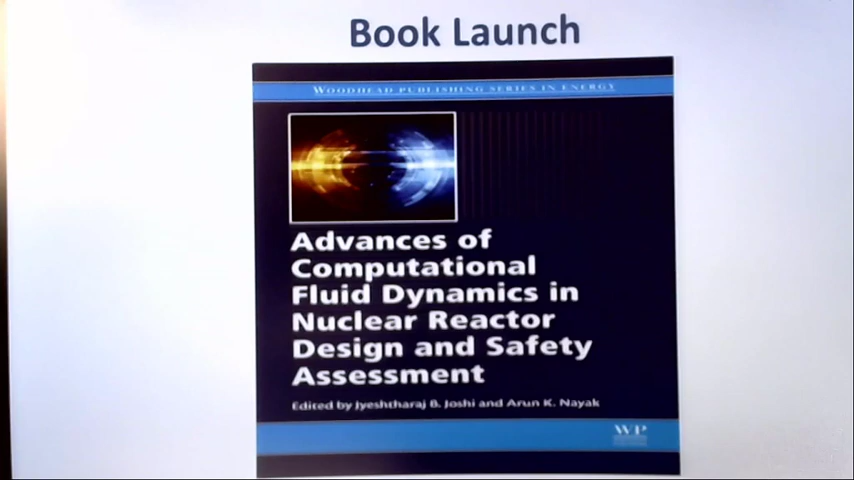 Book Launch
WOODHEAD PUBLISHING SERIES IN ENERGY
Advances of
Computational
Fluid Dynamics in
Nuclear Reactor
Design and Safety
Assessment
Edited by Jyeshtharaj B. Joshi and Arun K. Nayak
WP